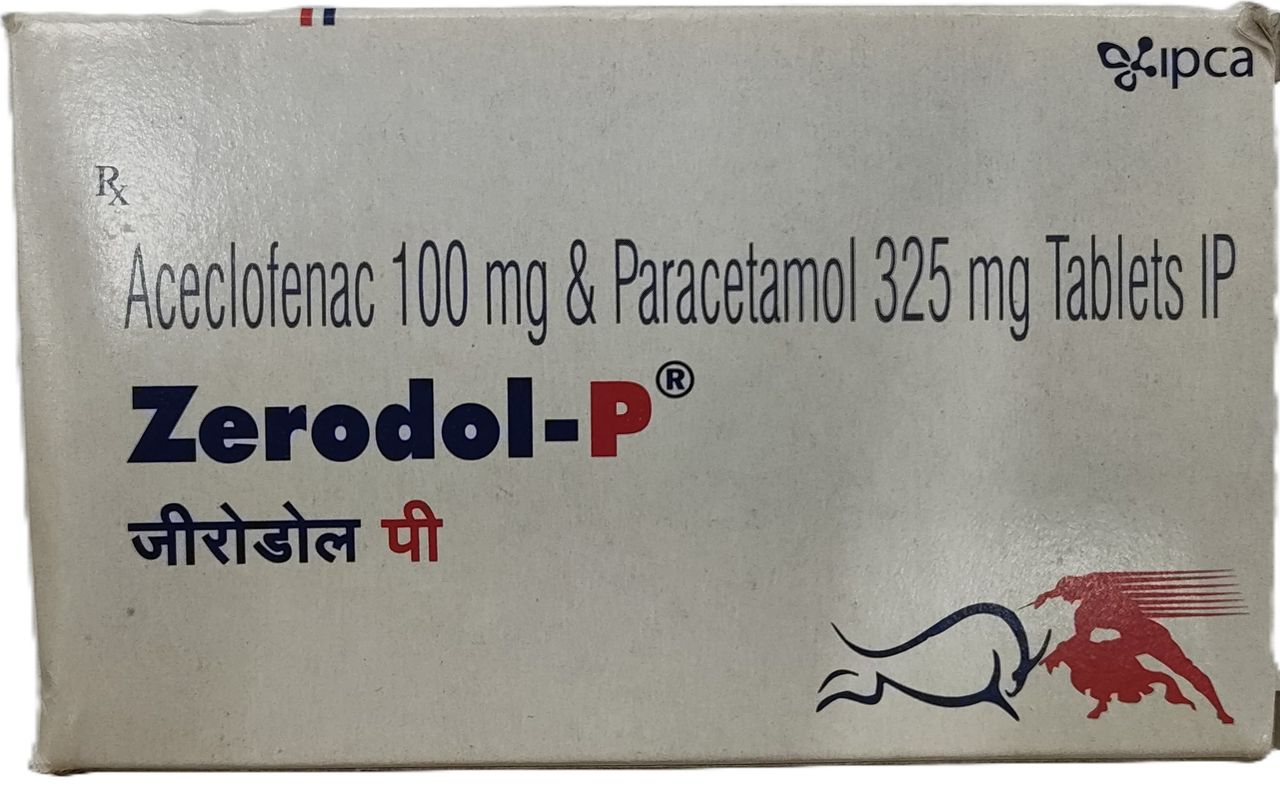 ipca
Rx
Aceclofenac 100 mg & Paracetamol 325 mg Tablets IP
Zerodol-P®
जीरोडोल पी